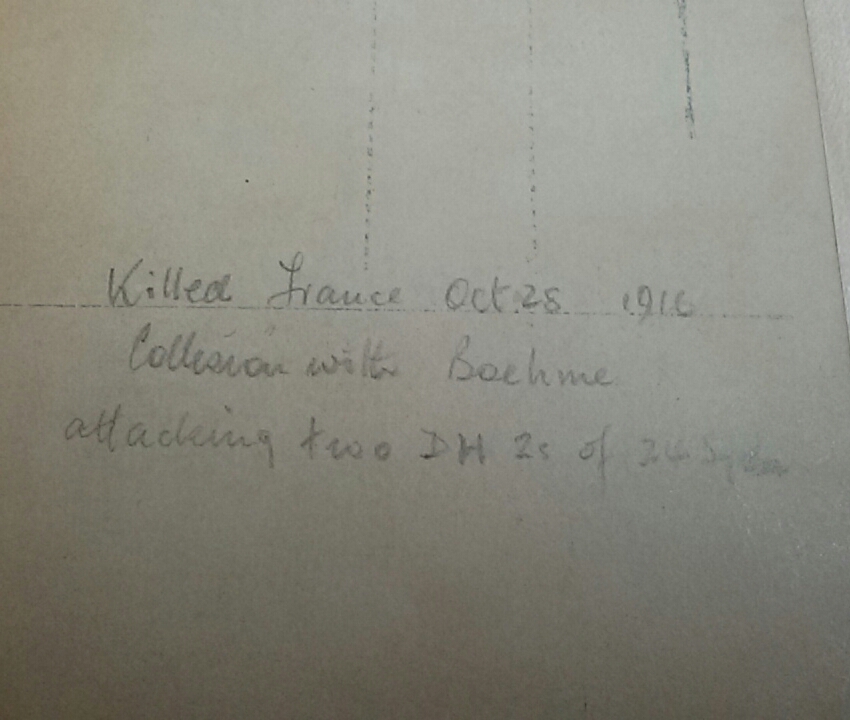 Killed France Oct. 28 1916
Collision with Boehme
attacking two DH 2s of 24 Sqdn